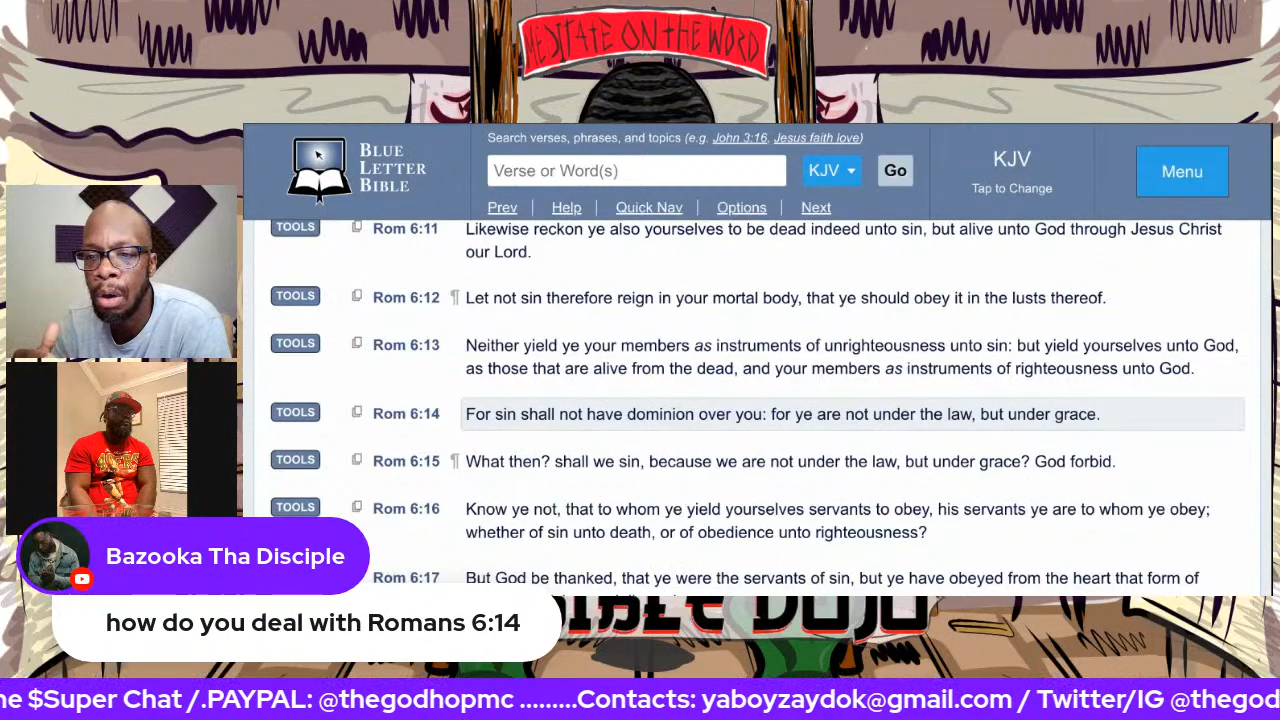 MEDITATE ON THE WORD
BLUE
LETTER
BIBLE
Search verses, phrases, and topics (e.g. John 3:16, Jesus faith love)
Verse or Word(s)
KJV
Go
Prev
Help
Quick Nav
Options
Next
KJV
Tap to Change
Menu
TOOLS
Rom 6:11
Likewise reckon ye also yourselves to be dead indeed unto sin, but alive unto God through Jesus Christ
our Lord.
TOOLS
Rom 6:12
¶ Let not sin therefore reign in your mortal body, that ye should obey it in the lusts thereof.
TOOLS
Rom 6:13
Neither yield ye your members as instruments of unrighteousness unto sin: but yield yourselves unto God,
as those that are alive from the dead, and your members as instruments of righteousness unto God.
TOOLS
Rom 6:14
For sin shall not have dominion over you: for ye are not under the law, but under grace.
TOOLS
Rom 6:15
¶ What then? shall we sin, because we are not under the law, but under grace? God forbid.
TOOLS
Rom 6:16
Know ye not, that to whom ye yield yourselves servants to obey, his servants ye are to whom ye obey;
whether of sin unto death, or of obedience unto righteousness?
Rom 6:17
But God be thanked, that ye were the servants of sin, but ye have obeyed from the heart that form of
49ERS
Bazooka Tha Disciple
how do you deal with Romans 6:14
BIBLE DOJO
ne $Super Chat /.PAYPAL: @thegodhopmc .........Contacts: yaboyzaydok@gmail.com / Twitter/IG @thegod